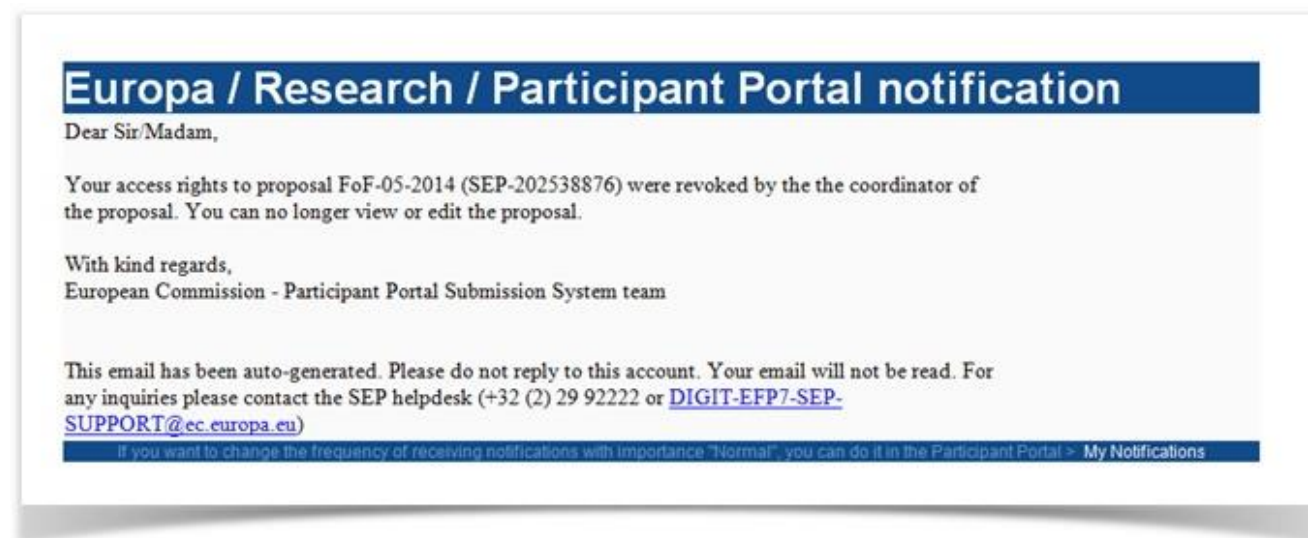 Europa / Research / Participant Portal notification
Dear Sir/Madam,
Your access rights to proposal FoF-05-2014 (SEP-202538876) were revoked by the the coordinator of
the proposal. You can no longer view or edit the proposal.
With kind regards,
European Commission - Participant Portal Submission System team
This email has been auto-generated. Please do not reply to this account. Your email will not be read. For
any inquiries please contact the SEP helpdesk (+32 (2) 29 92222 or DIGIT-EFP7-SEP-
SUPPORT@ec.europa.eu)
If you want to change the frequency of receiving notifications with importance "Normal", you can do it in the Participant Portal > My Notifications